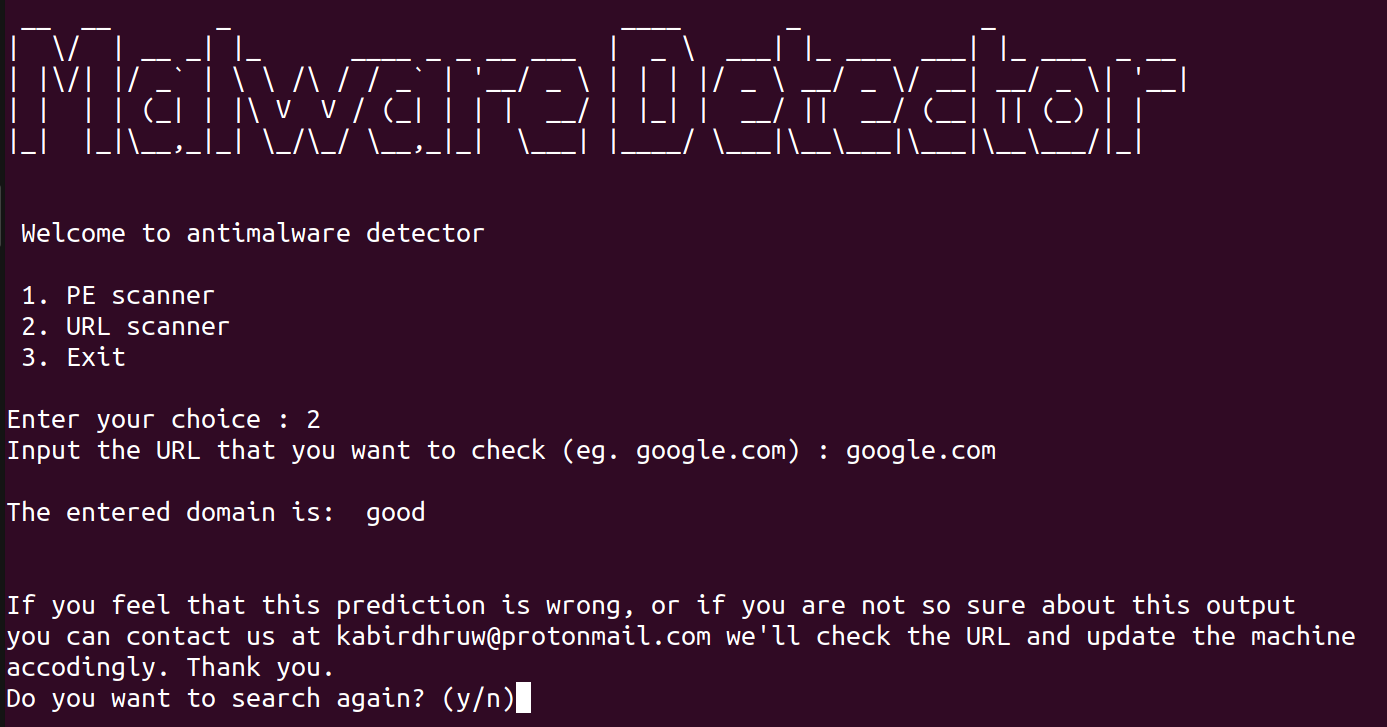 Malware Detector
Welcome to antimalware detector
1. PE scanner
2. URL scanner
3. Exit
Enter your choice : 2
Input the URL that you want to check (eg. google.com) : google.com
The entered domain is:  good
If you feel that this prediction is wrong, or if you are not so sure about this output
you can contact us at kabirdhruw@protonmail.com we'll check the URL and update the machine
accodingly. Thank you.
Do you want to search again? (y/n)